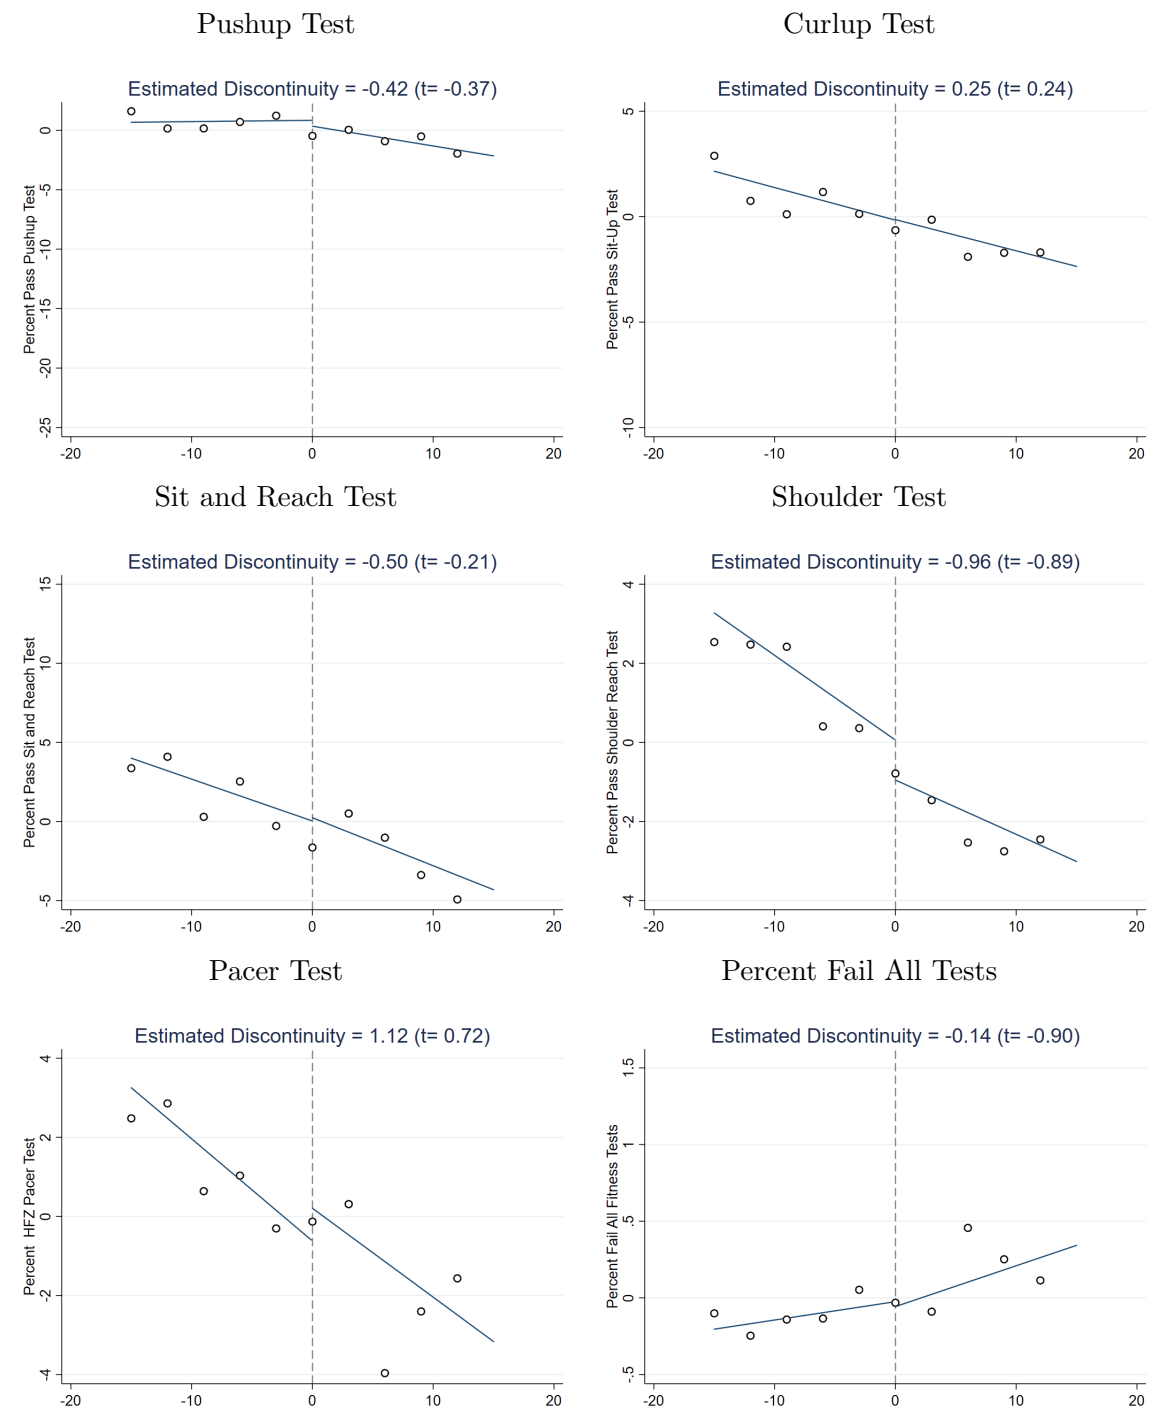 Pushup Test
Estimated Discontinuity = -0.42 (t= -0.37)
Percent Pass Pushup Test
0
-5
-10
-15
-20
-25
-20 -10 0 10 20
Curlup Test
Estimated Discontinuity = 0.25 (t= 0.24)
Percent Pass Sit-Up Test
5
0
-5
-10
-20 -10 0 10 20
Sit and Reach Test
Estimated Discontinuity = -0.50 (t= -0.21)
Percent Pass Sit and Reach Test
15
10
5
0
-5
-20 -10 0 10 20
Shoulder Test
Estimated Discontinuity = -0.96 (t= -0.89)
Percent Pass Shoulder Reach Test
4
2
0
-2
-4
-20 -10 0 10 20
Pacer Test
Estimated Discontinuity = 1.12 (t= 0.72)
Percent HFZ Pacer Test
4
2
0
-2
-4
-20 -10 0 10 20
Percent Fail All Tests
Estimated Discontinuity = -0.14 (t= -0.90)
Percent Fail All Fitness Tests
1.5
1
.5
0
-.5
-20 -10 0 10 20